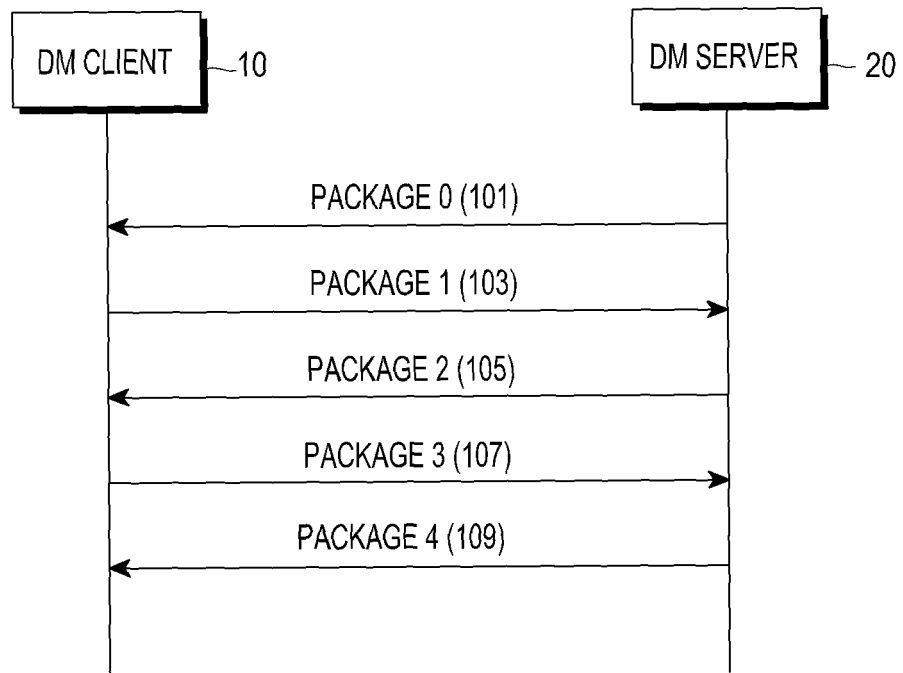 DM CLIENT
10
DM SERVER
20
PACKAGE 0 (101)
PACKAGE 1 (103)
PACKAGE 2 (105)
PACKAGE 3 (107)
PACKAGE 4 (109)